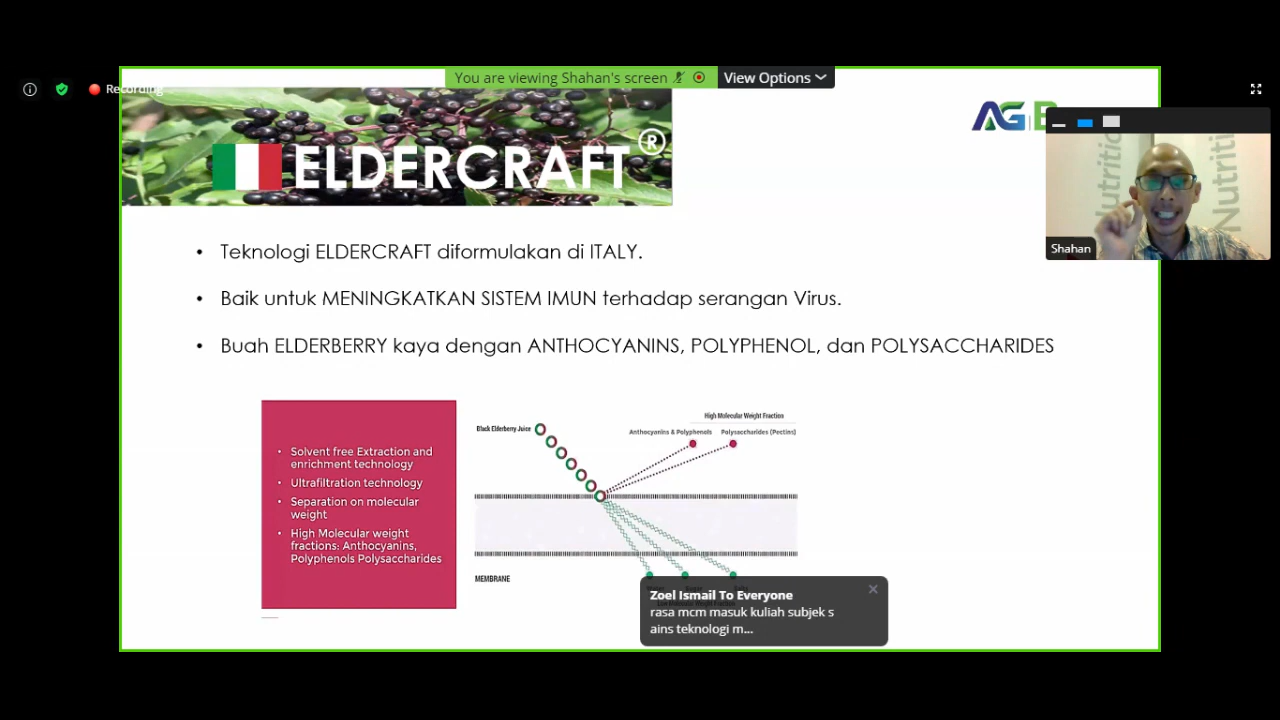 You are viewing Shahan's screen
View Options
Recording
ELDERCRAFT®
AGiB
Nutrition
Nutriti
Shahan
• Teknologi ELDERCRAFT diformulakan di ITALY.
• Baik untuk MENINGKATKAN SISTEM IMUN terhadap serangan Virus.
• Buah ELDERBERRY kaya dengan ANTHOCYANINS, POLYPHENOL, dan POLYSACCHARIDES
• Solvent free Extraction and
enrichment technology
• Ultrafiltration technology
• Separation on molecular
weight
• High Molecular weight
fractions: Anthocyanins,
Polyphenols Polysaccharides
High Molecular Weight Fraction
Black Elderberry Juice
Anthocyanins & Polyphenols
Polysaccharides (Pectins)
MEMBRANE
Zoel Ismail To Everyone
rasa mcm masuk kuliah subjek s
ains teknologi m...